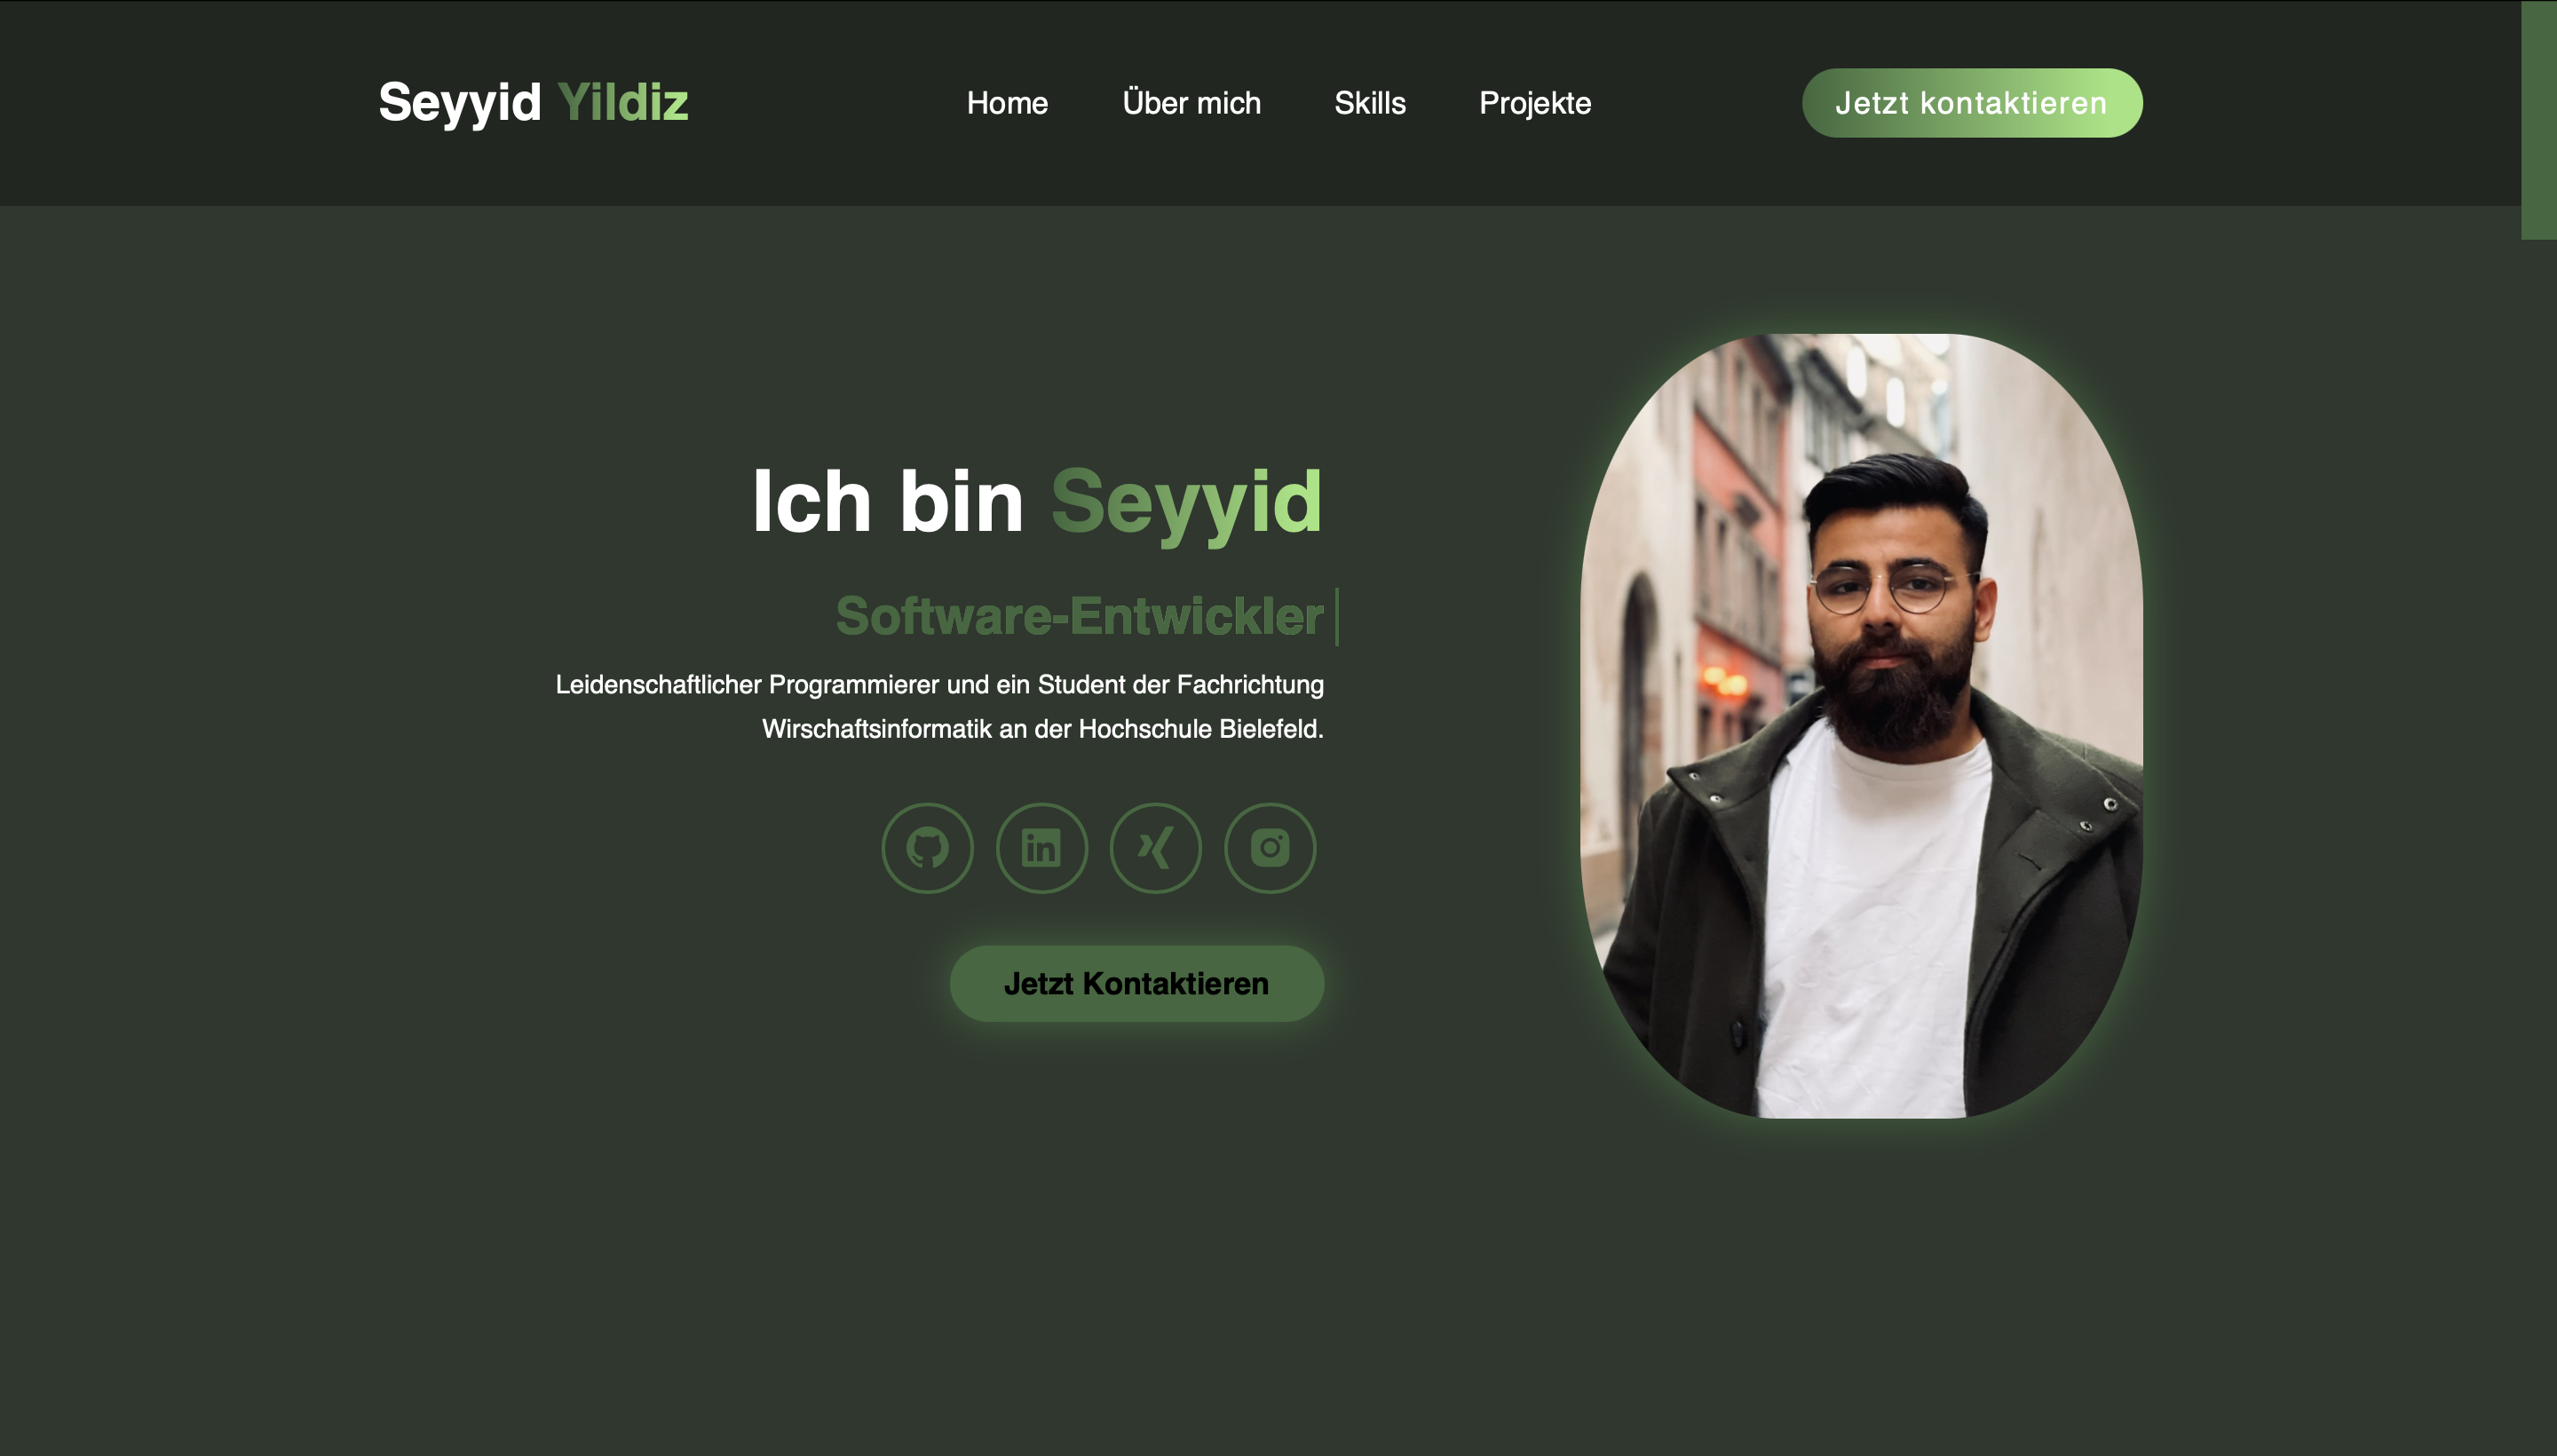 Seyyid Yildiz
Home
Über mich
Skills
Projekte
Jetzt kontaktieren
Ich bin Seyyid
Software-Entwickler
Leidenschaftlicher Programmierer und ein Student der Fachrichtung
Wirschaftsinformatik an der Hochschule Bielefeld.
in
Jetzt Kontaktieren